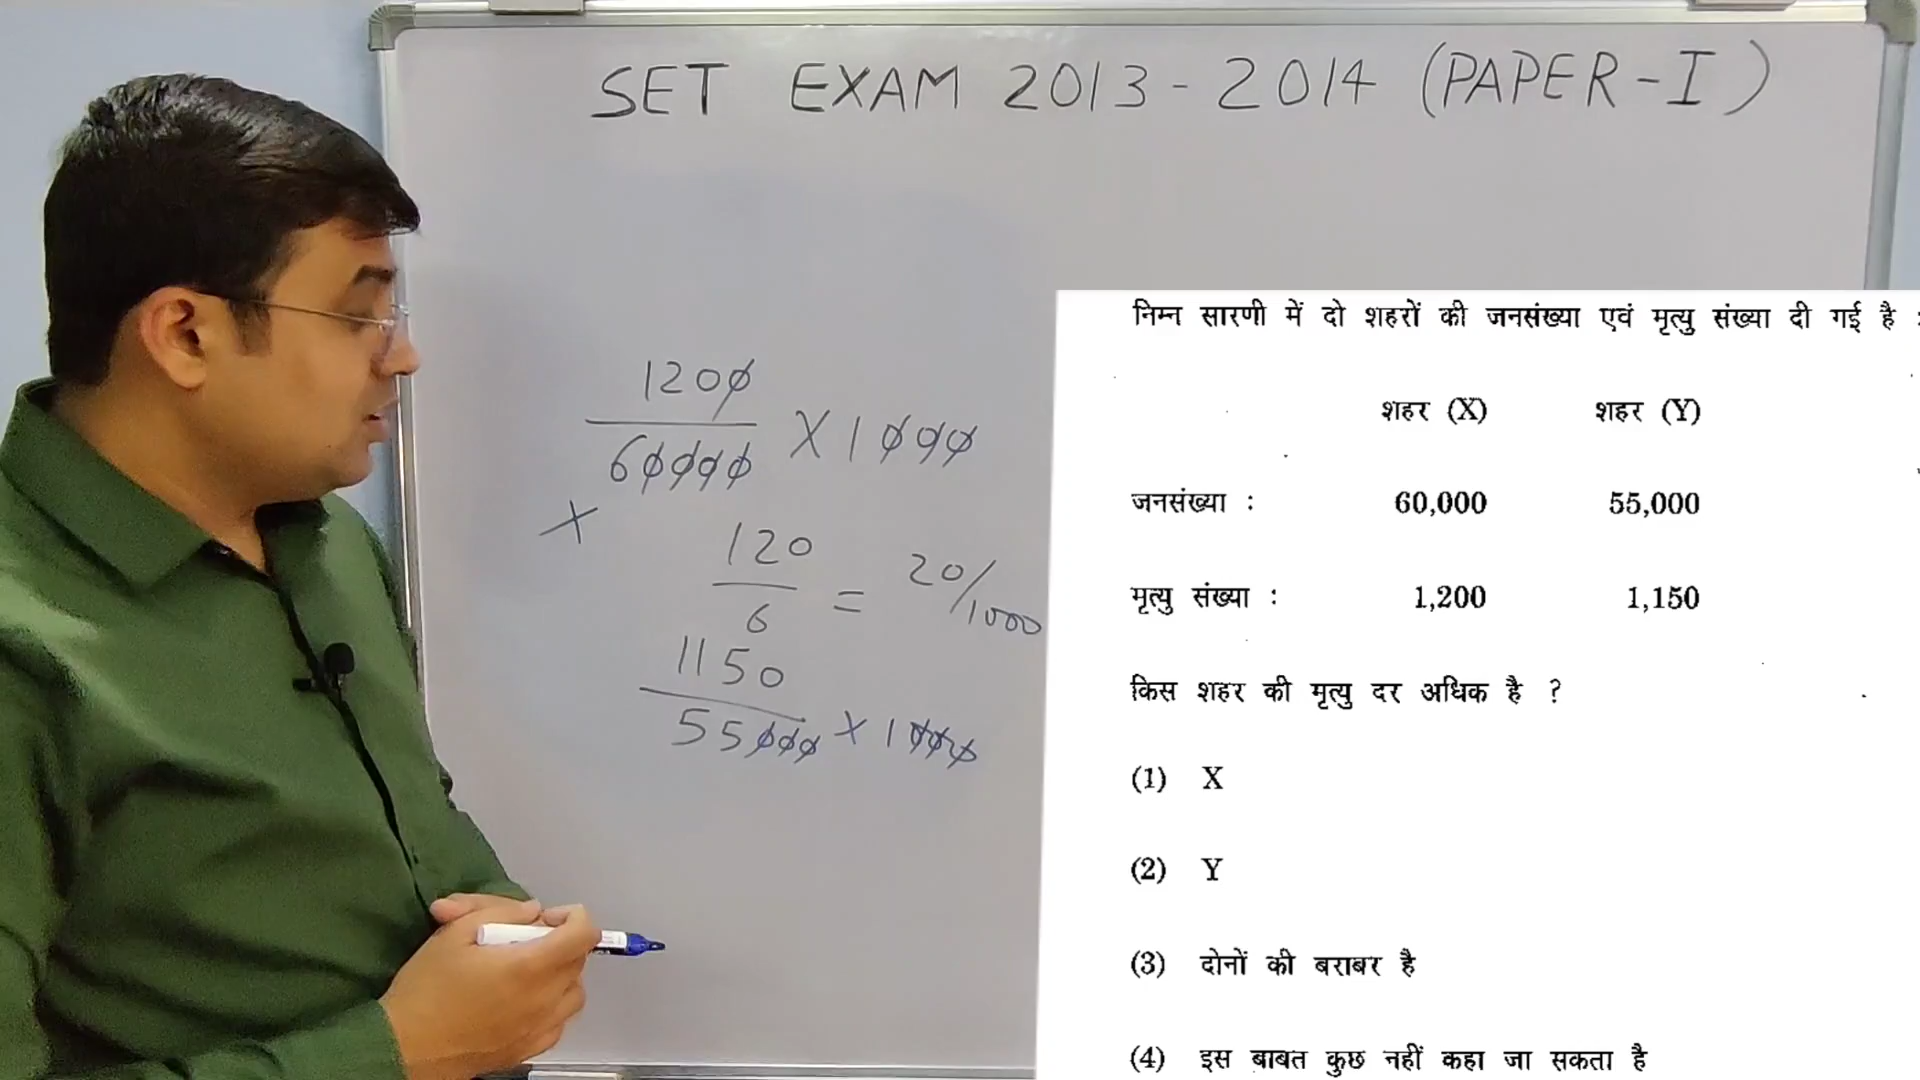 SET EXAM 2013-2014 (PAPER-I)
1200
60000 X 1000
X
120
6 = 20/1000
1150
55000 X 1000
निम्न सारणी में दो शहरों की जनसंख्या एवं मृत्यु संख्या दी गई है :
शहर (X) शहर (Y)
जनसंख्या : 60,000 55,000
मृत्यु संख्या : 1,200 1,150
किस शहर की मृत्यु दर अधिक है ?
(1) X
(2) Y
(3) दोनों की बराबर है
(4) इस बाबत कुछ नहीं कहा जा सकता है